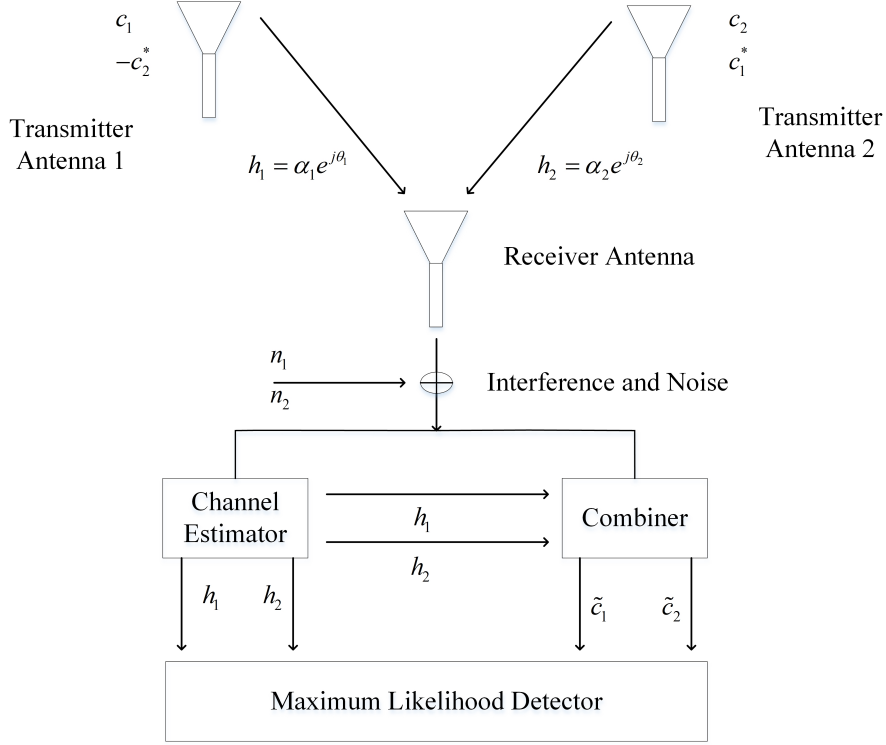 c₁
−c₂*
c₂
c₁*
Transmitter
Antenna 1
Transmitter
Antenna 2
h₁ = α₁e^{jθ₁}
h₂ = α₂e^{jθ₂}
Receiver Antenna
n₁
n₂
Interference and Noise
Channel
Estimator
h₁
h₂
Combiner
h₁
h₂
c̃₁
c̃₂
Maximum Likelihood Detector